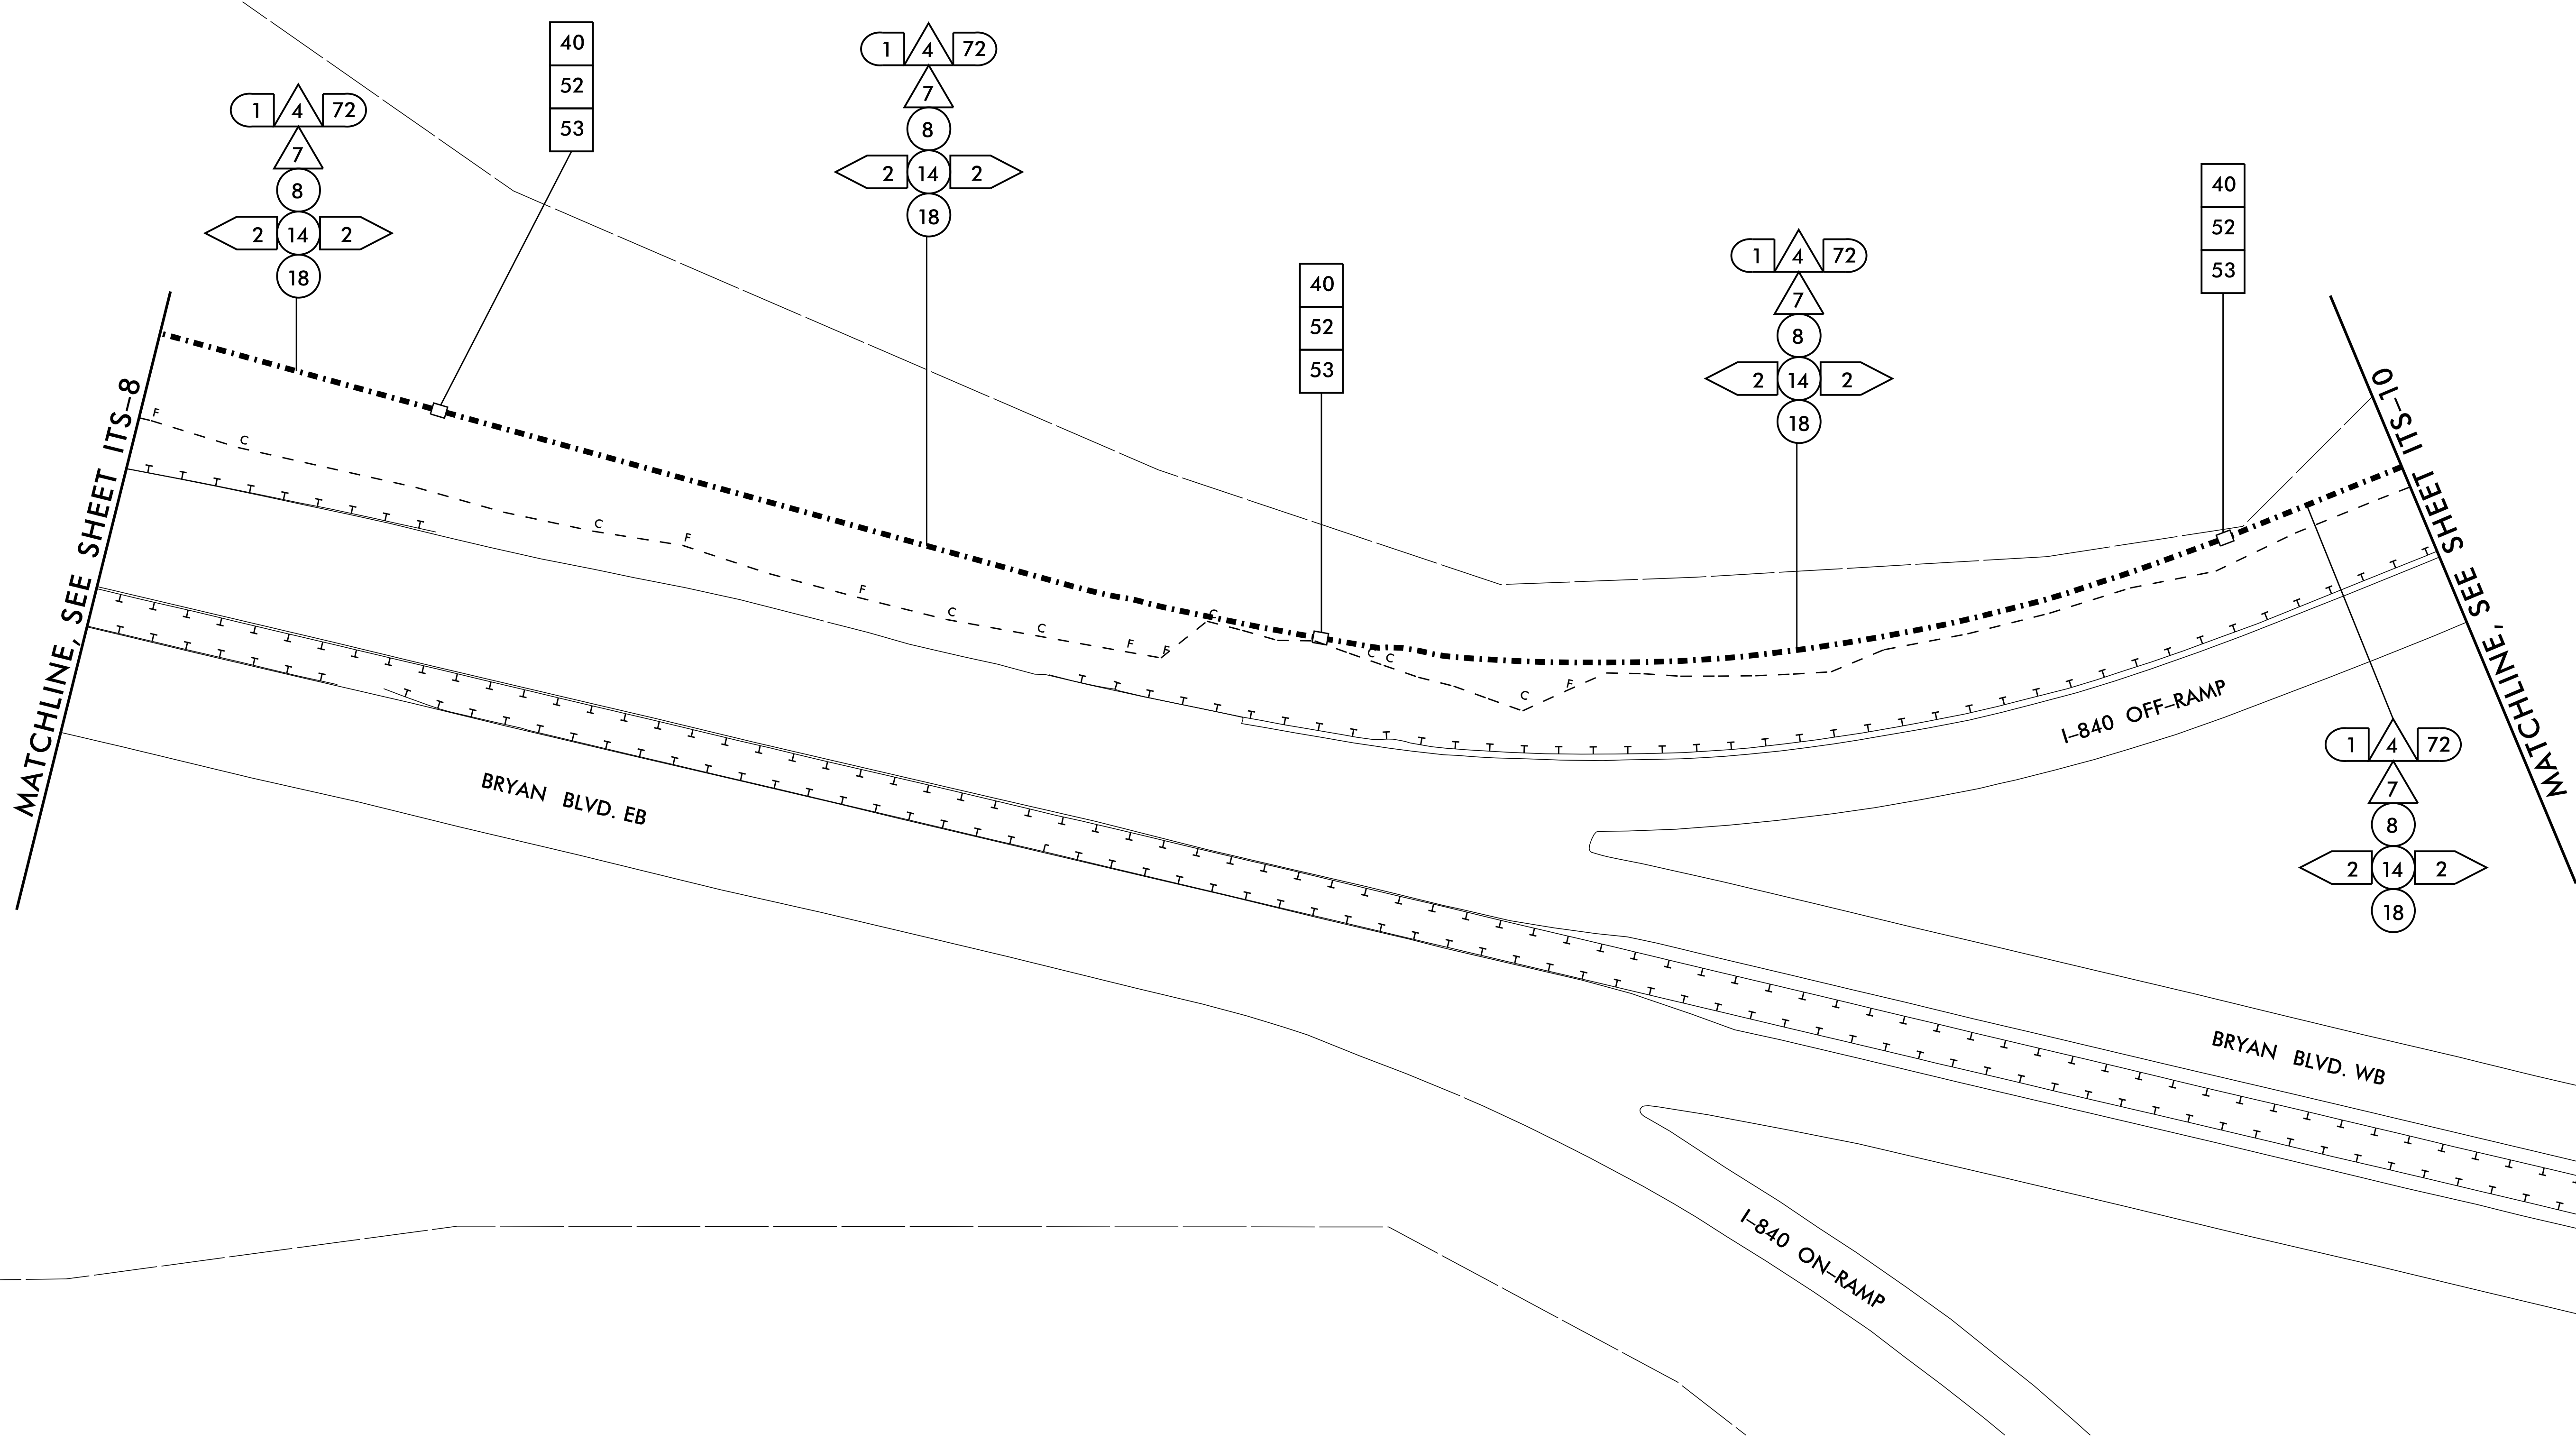 1 4 72
7
8
2 14 2
18
40
52
53
1 4 72
7
8
2 14 2
18
40
52
53
1 4 72
7
8
2 14 2
18
40
52
53
1 4 72
7
8
2 14 2
18
MATCHLINE, SEE SHEET ITS-8
MATCHLINE, SEE SHEET ITS-10
F
C
C
F
F
C
C
F
F
C
C
C
C
F
I-840 OFF-RAMP
BRYAN BLVD. EB
BRYAN BLVD. WB
I-840 ON-RAMP